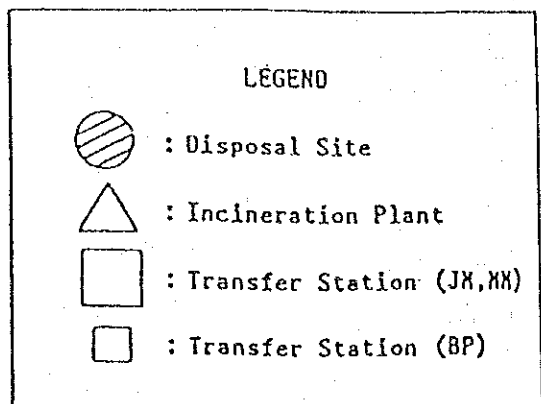 LEGEND
: Disposal Site
: Incineration Plant
: Transfer Station (JX,XX)
: Transfer Station (BP)